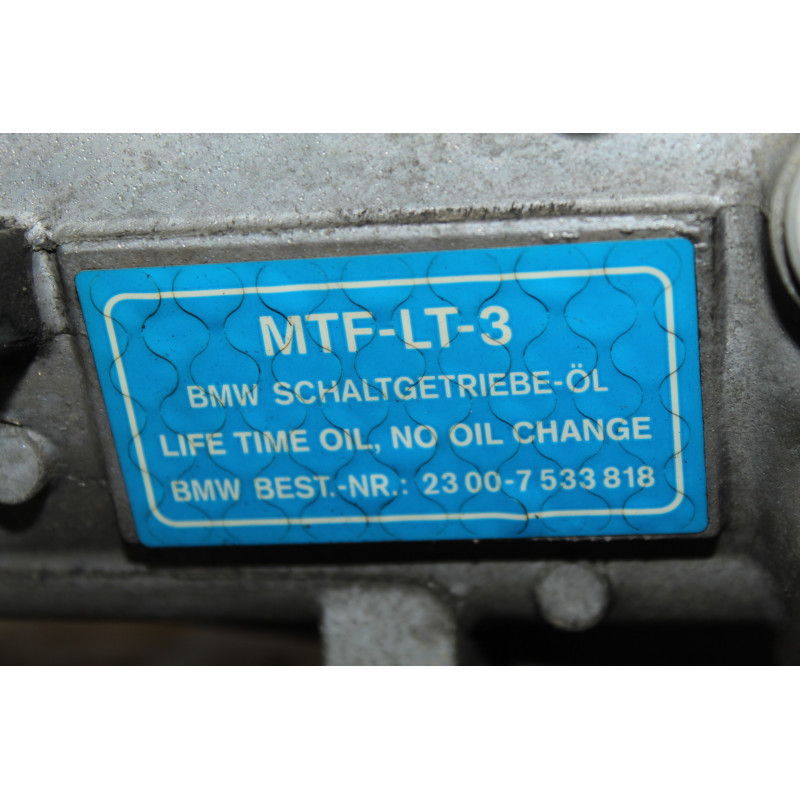 MTF-LT-3
BMW SCHALTGETRIEBE-ÖL
LIFE TIME OIL, NO OIL CHANGE
BMW BEST.-NR.: 23 00-7 533 818